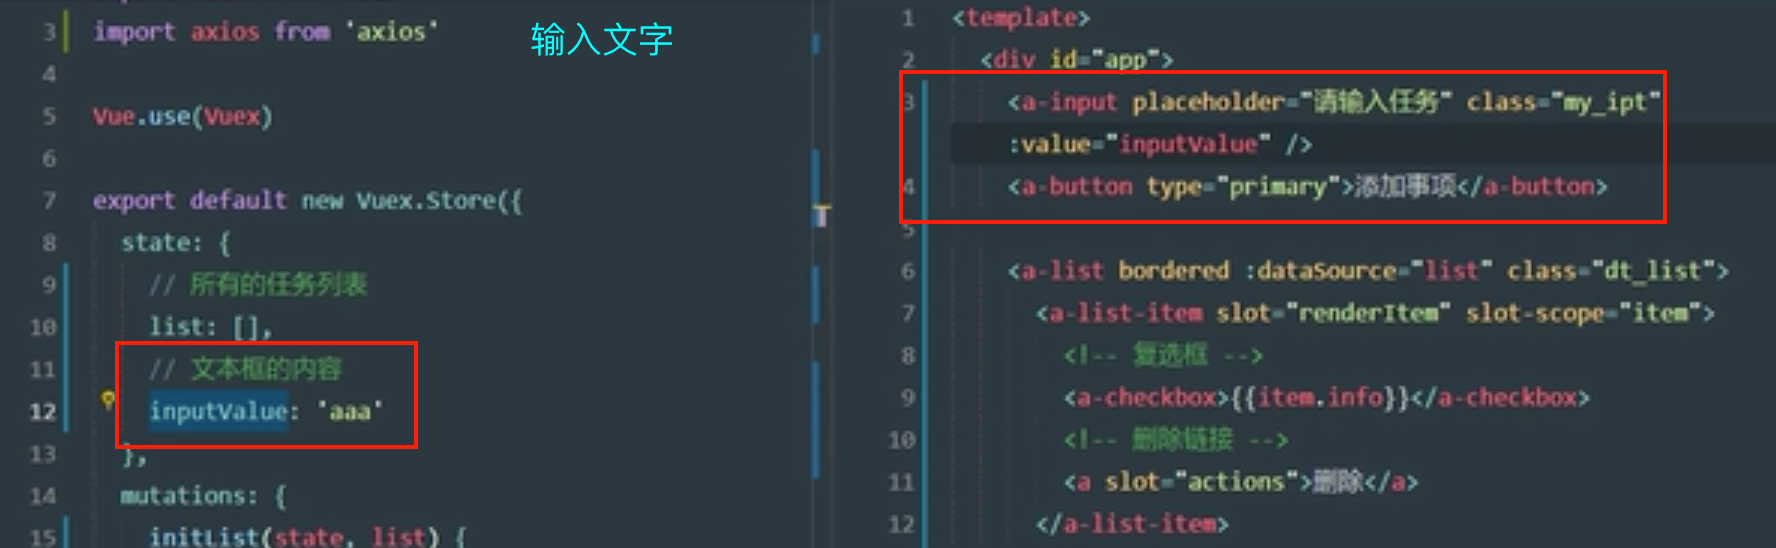 3 import axios from 'axios'
输入文字
4
5 Vue.use(Vuex)
6
7 export default new Vuex.Store({
8 state: {
9 // 所有的任务列表
10 list: [],
11 // 文本框的内容
12 inputValue: 'aaa'
13 },
14 mutations: {
15 initList(state, list) {
1 <template>
2 <div id="app">
3 <a-input placeholder="请输入任务" class="my_ipt"
:value="inputValue" />
4 <a-button type="primary">添加事项</a-button>
5
6 <a-list bordered :dataSource="list" class="dt_list">
7 <a-list-item slot="renderItem" slot-scope="item">
8 <!-- 复选框 -->
9 <a-checkbox>{{item.info}}</a-checkbox>
10 <!-- 删除链接 -->
11 <a slot="actions">删除</a>
12 </a-list-item>